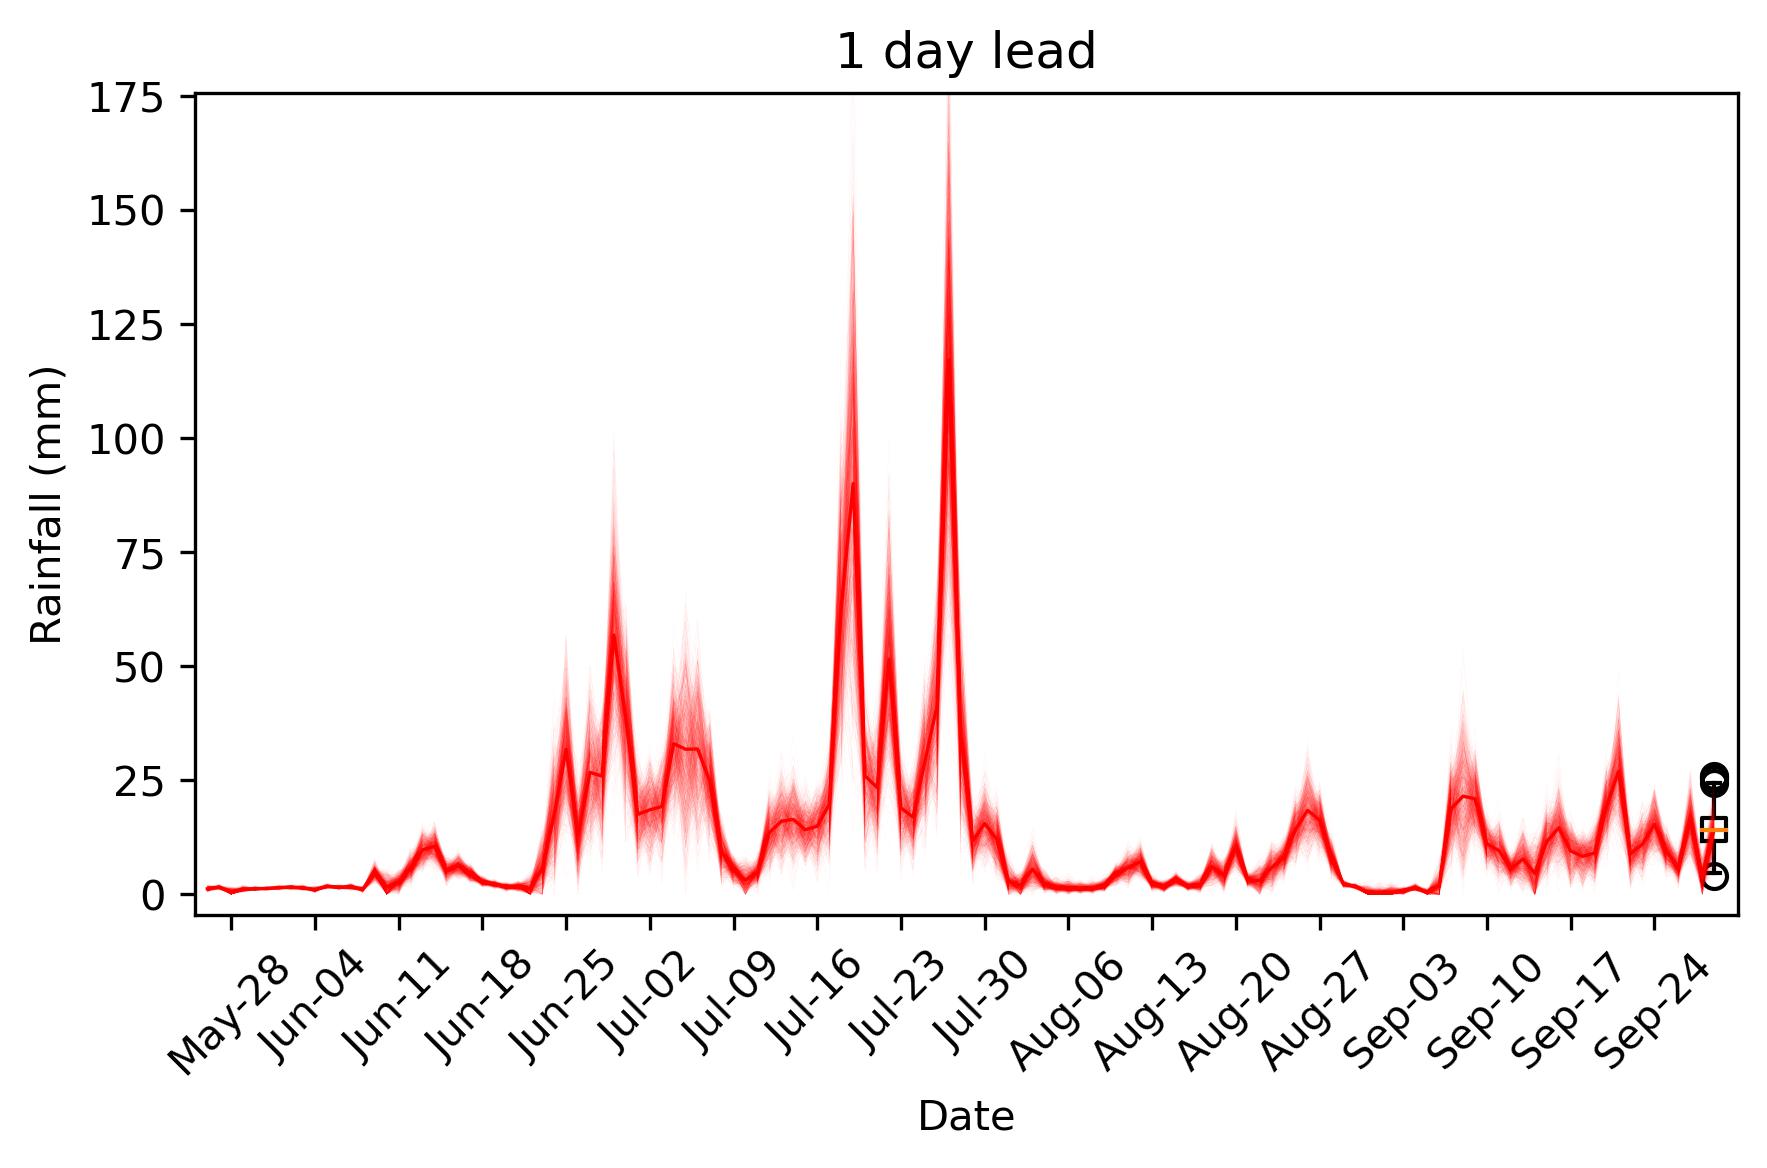 1 day lead
175
150
125
100
75
50
25
0
Rainfall (mm)
May-28
Jun-04
Jun-11
Jun-18
Jun-25
Jul-02
Jul-09
Jul-16
Jul-23
Jul-30
Aug-06
Aug-13
Aug-20
Aug-27
Sep-03
Sep-10
Sep-17
Sep-24
Date